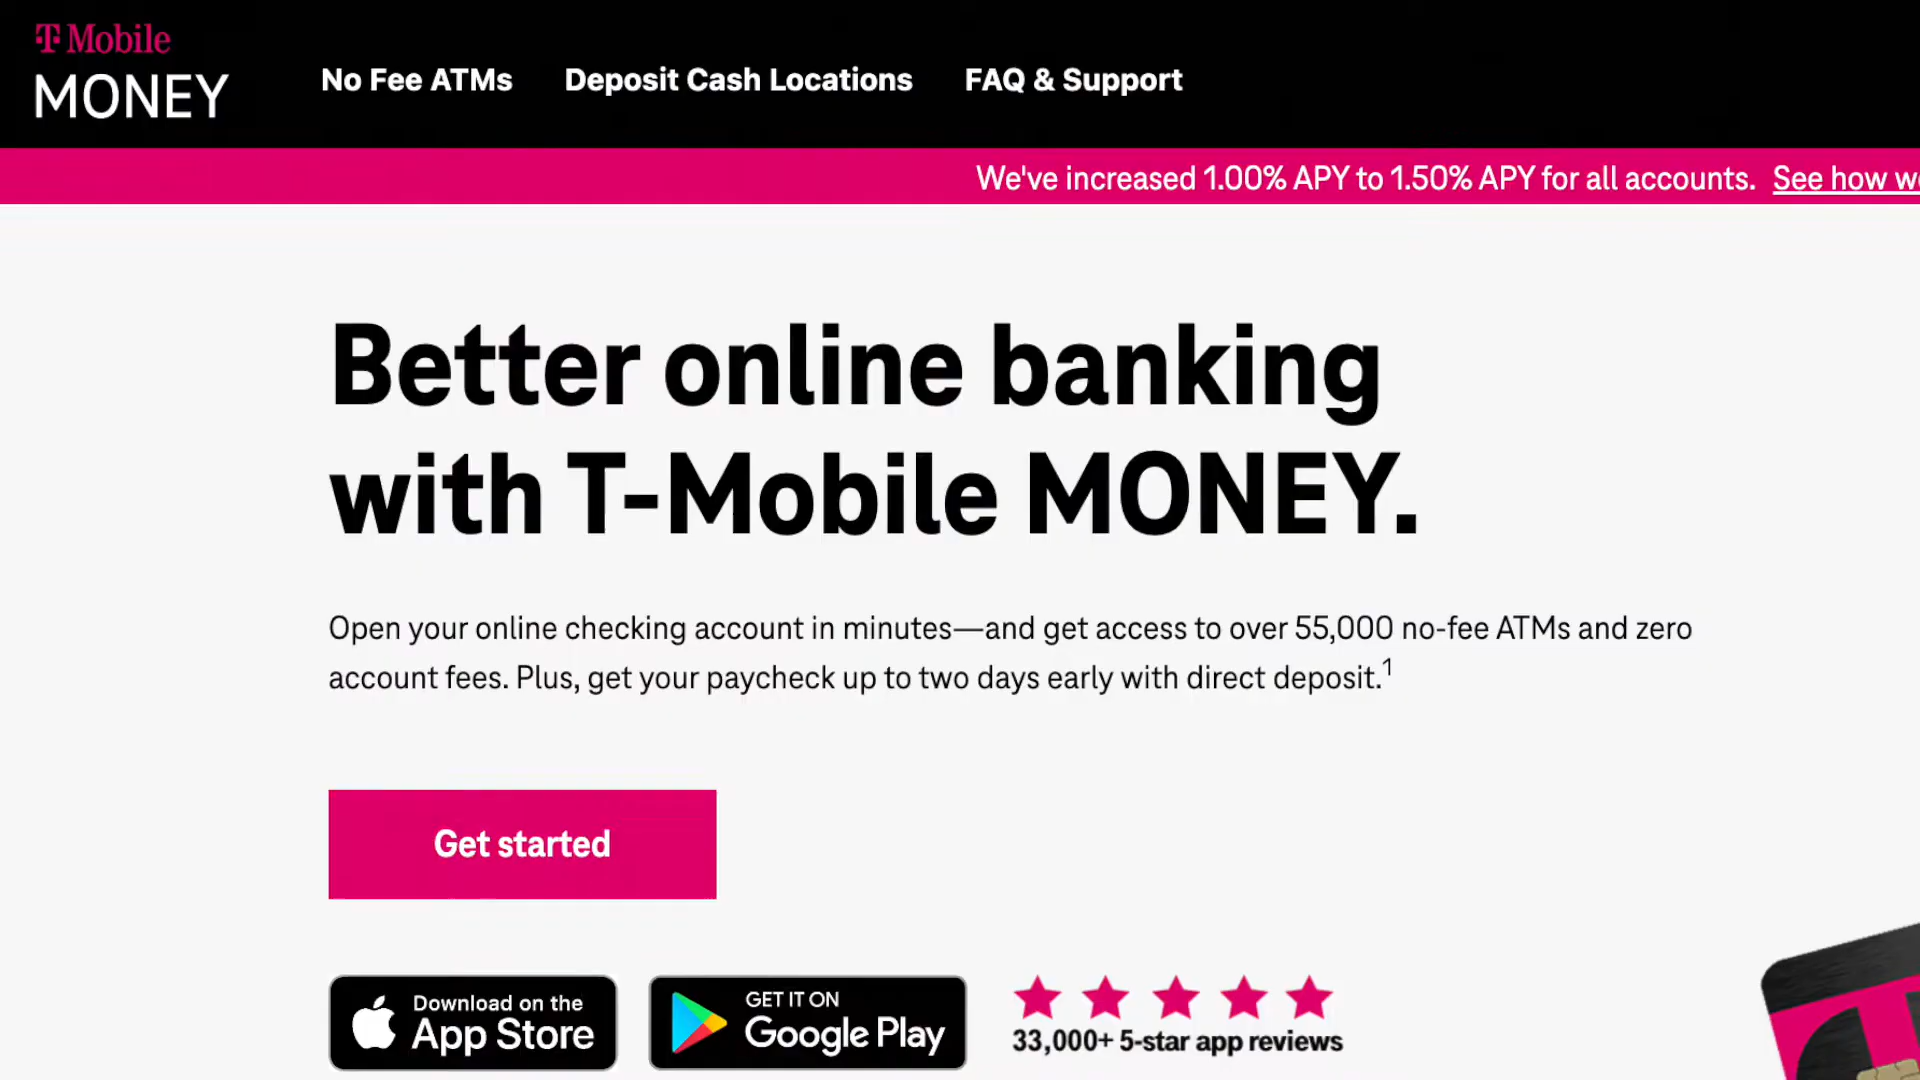 T Mobile
MONEY
No Fee ATMs
Deposit Cash Locations
FAQ & Support
We've increased 1.00% APY to 1.50% APY for all accounts. See how
Better online banking
with T-Mobile MONEY.
Open your online checking account in minutes—and get access to over 55,000 no-fee ATMs and zero
account fees. Plus, get your paycheck up to two days early with direct deposit.¹
Get started
Download on the
App Store
GET IT ON
Google Play
33,000+ 5-star app reviews